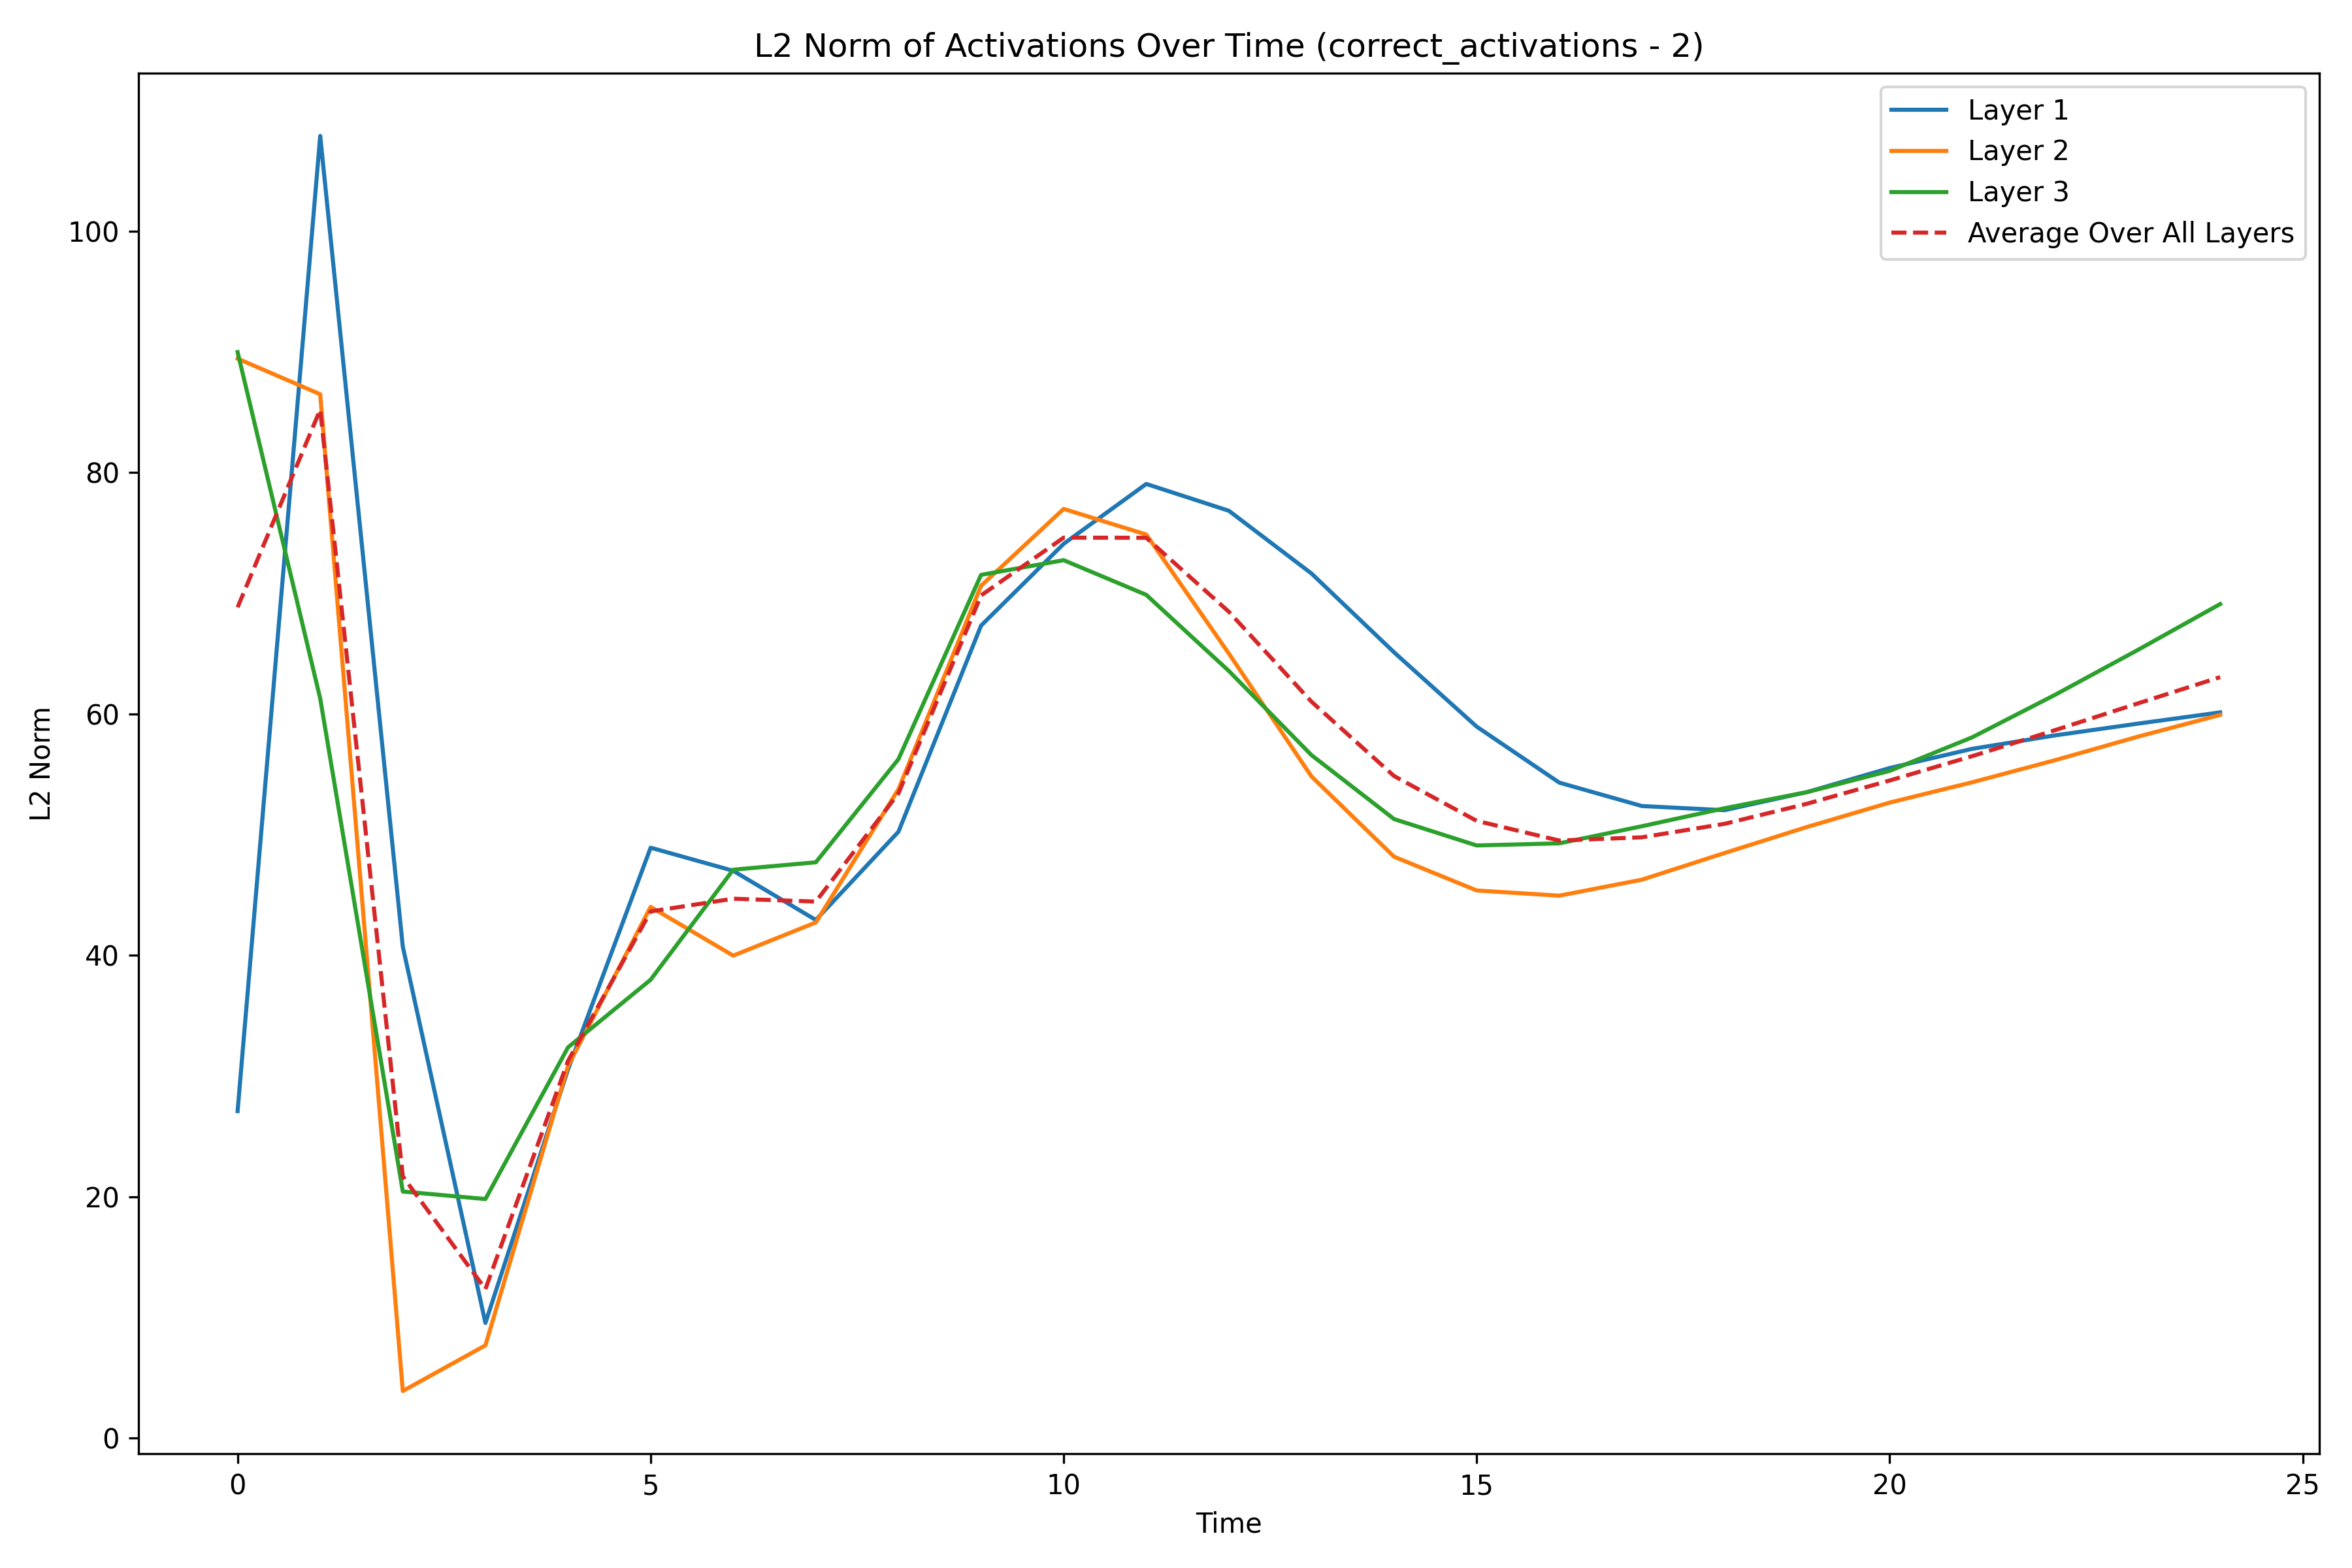 L2 Norm of Activations Over Time (correct_activations - 2)
Layer 1
Layer 2
Layer 3
Average Over All Layers
100
80
60
40
20
0
L2 Norm
0 5 10 15 20 25
Time